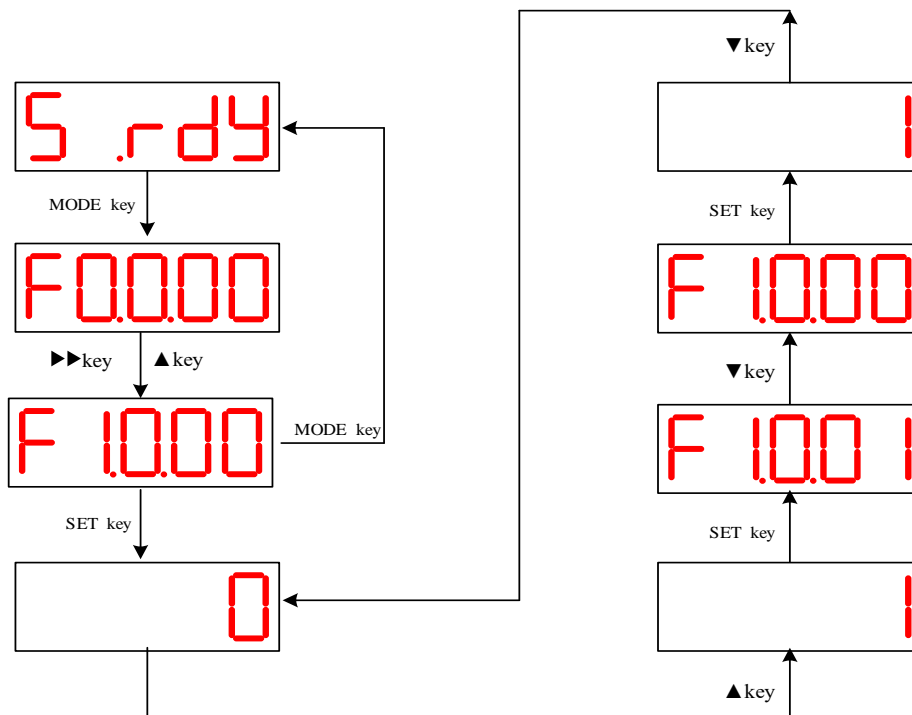 S .rdy
MODE key
F0.0.00
▶▶key
▲key
F 1.0.00
MODE key
SET key
0
▼key
1
SET key
F 1.0.00
▼key
F 1.0.01
SET key
1
▲key